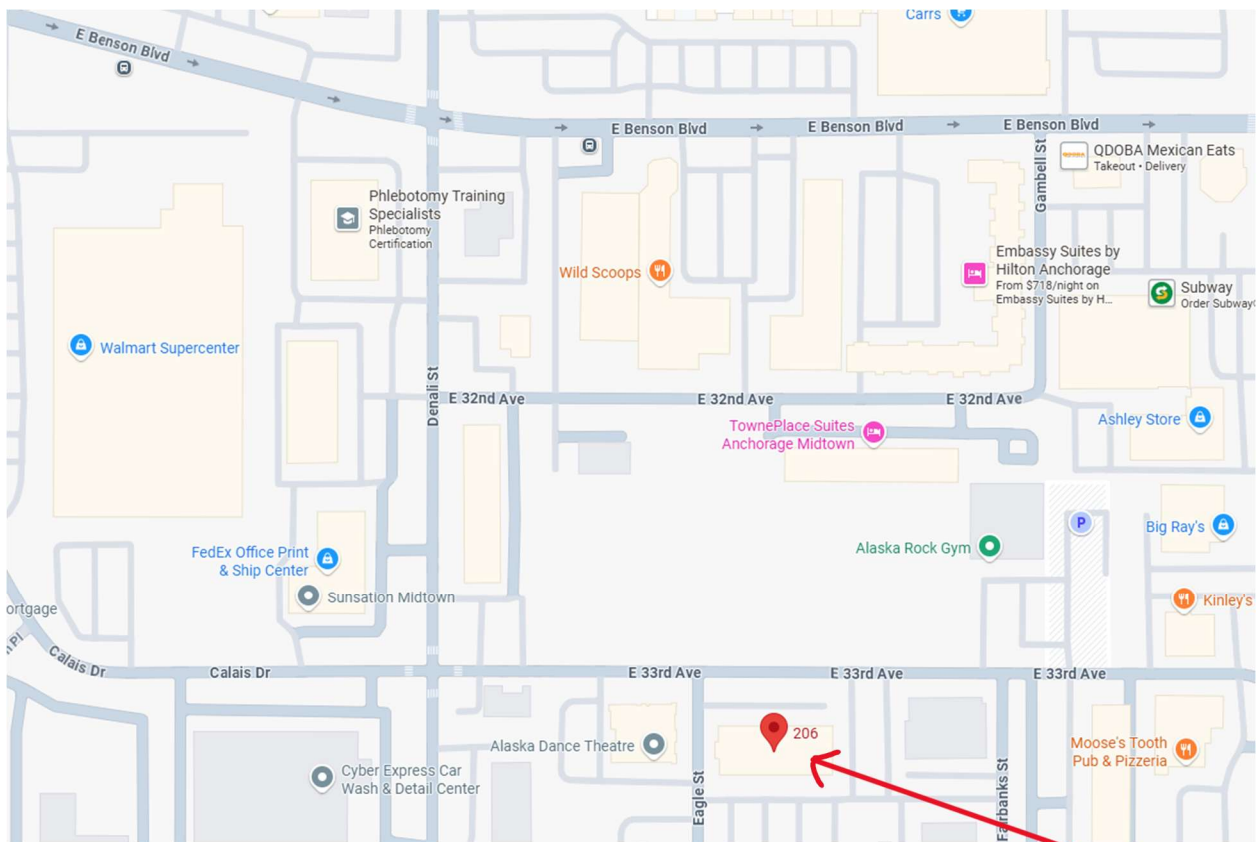 Carrs
E Benson Blvd
E Benson Blvd
E Benson Blvd
E Benson Blvd
Gambell St
QDOBA Mexican Eats
Takeout • Delivery
Phlebotomy Training
Specialists
Phlebotomy
Certification
Wild Scoops
Embassy Suites by
Hilton Anchorage
From $718/night on
Embassy Suites by H...
Subway
Order Subway
Walmart Supercenter
Denali St
E 32nd Ave
E 32nd Ave
E 32nd Ave
TownePlace Suites
Anchorage Midtown
Ashley Store
P
Big Ray's
Alaska Rock Gym
FedEx Office Print
& Ship Center
Sunsation Midtown
Kinley's
ortgage
Pl
Calais Dr
Calais Dr
E 33rd Ave
E 33rd Ave
E 33rd Ave
206
Alaska Dance Theatre
Moose's Tooth
Pub & Pizzeria
Cyber Express Car
Wash & Detail Center
Eagle St
Fairbanks St